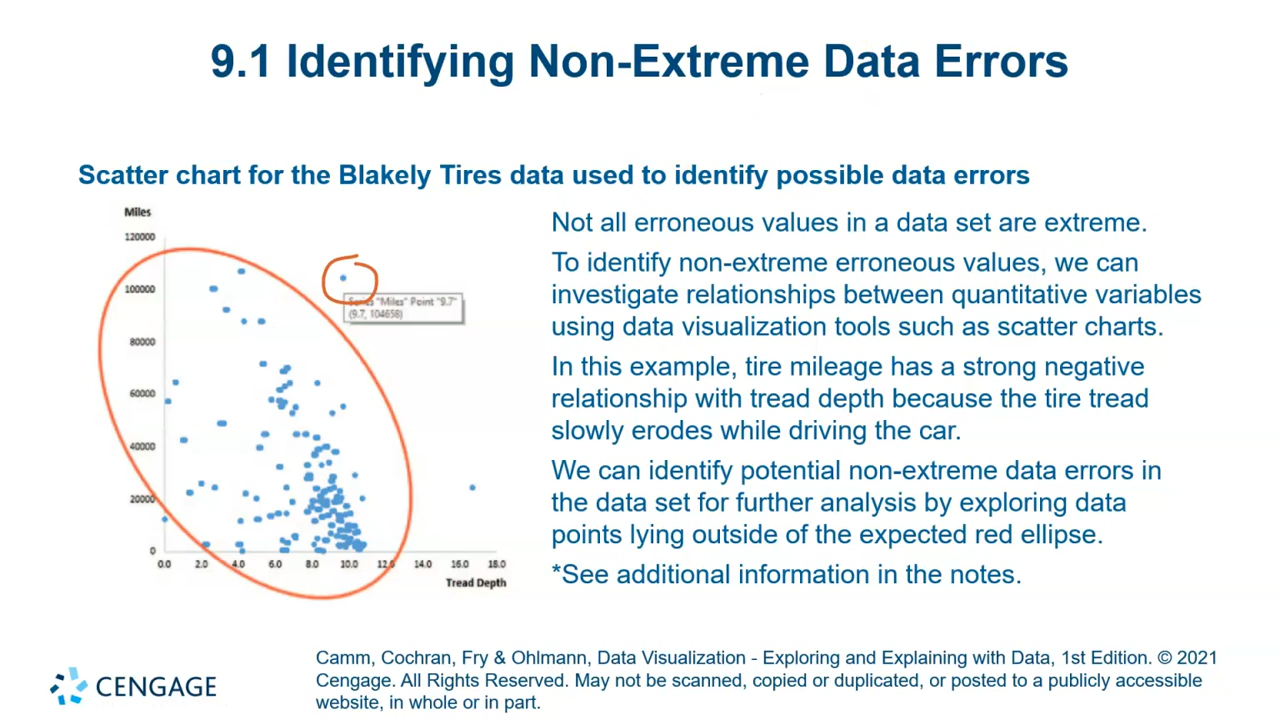 9.1 Identifying Non-Extreme Data Errors
Scatter chart for the Blakely Tires data used to identify possible data errors
Miles
120000
100000
80000
60000
40000
20000
0
0.0 2.0 4.0 6.0 8.0 10.0 12.0 14.0 16.0 18.0
Tread Depth
Series "Miles" Point "9.7"
(9.7, 104658)
Not all erroneous values in a data set are extreme.
To identify non-extreme erroneous values, we can
investigate relationships between quantitative variables
using data visualization tools such as scatter charts.
In this example, tire mileage has a strong negative
relationship with tread depth because the tire tread
slowly erodes while driving the car.
We can identify potential non-extreme data errors in
the data set for further analysis by exploring data
points lying outside of the expected red ellipse.
*See additional information in the notes.
CENGAGE
Camm, Cochran, Fry & Ohlmann, Data Visualization - Exploring and Explaining with Data, 1st Edition. © 2021
Cengage. All Rights Reserved. May not be scanned, copied or duplicated, or posted to a publicly accessible
website, in whole or in part.